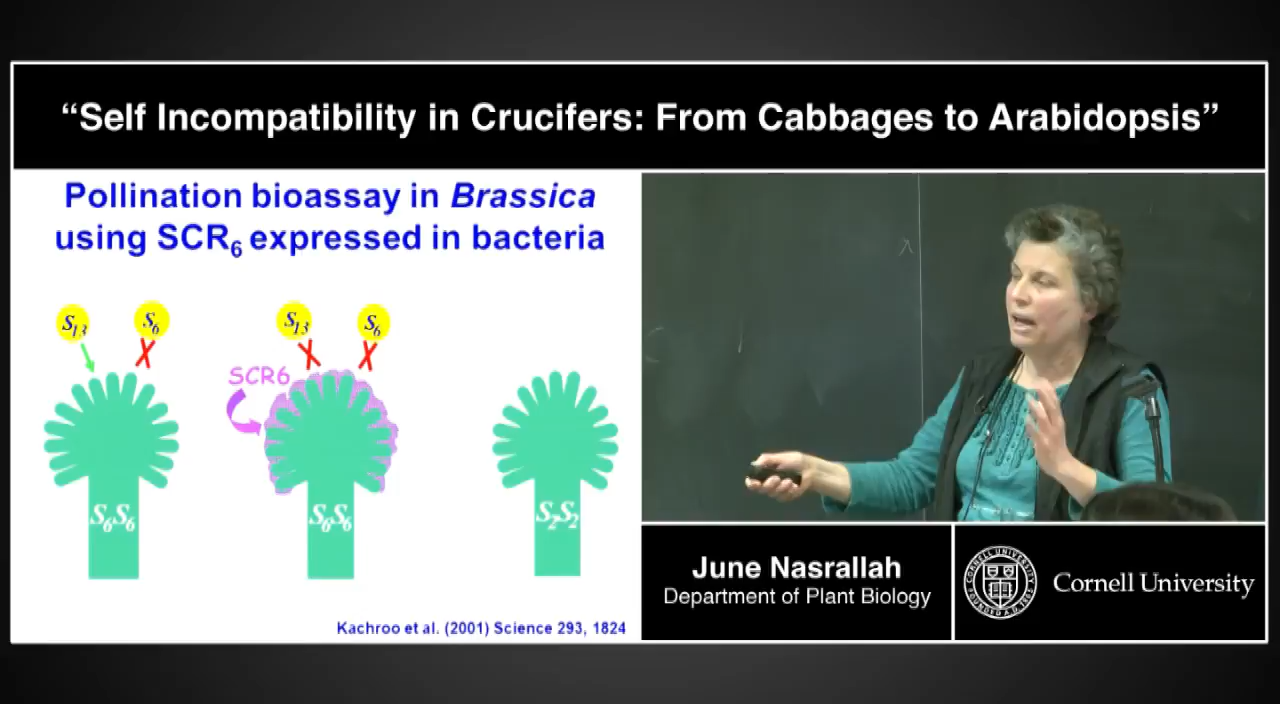 “Self Incompatibility in Crucifers: From Cabbages to Arabidopsis”
Pollination bioassay in Brassica
using SCR6 expressed in bacteria
S13 S6 S13 S6
SCR6
S6S6 S6S6 S2S2
Kachroo et al. (2001) Science 293, 1824
June Nasrallah
Department of Plant Biology
Cornell University